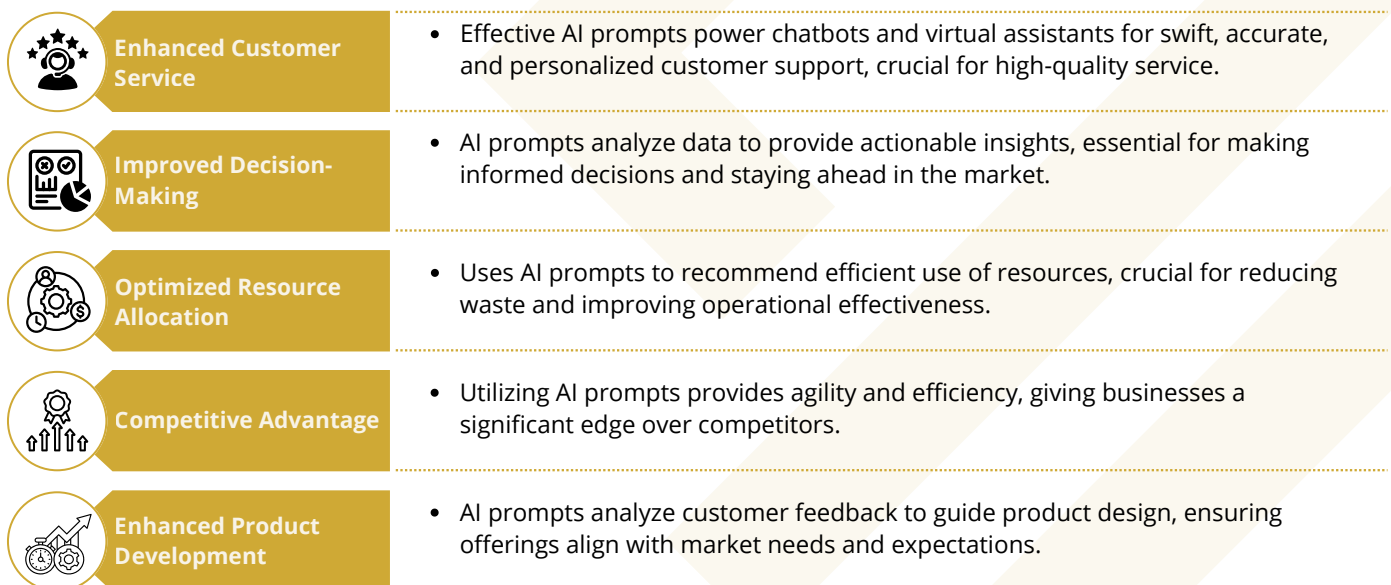 Enhanced Customer
Service
• Effective AI prompts power chatbots and virtual assistants for swift, accurate,
and personalized customer support, crucial for high-quality service.
Improved Decision-
Making
• AI prompts analyze data to provide actionable insights, essential for making
informed decisions and staying ahead in the market.
Optimized Resource
Allocation
• Uses AI prompts to recommend efficient use of resources, crucial for reducing
waste and improving operational effectiveness.
Competitive Advantage
• Utilizing AI prompts provides agility and efficiency, giving businesses a
significant edge over competitors.
Enhanced Product
Development
• AI prompts analyze customer feedback to guide product design, ensuring
offerings align with market needs and expectations.